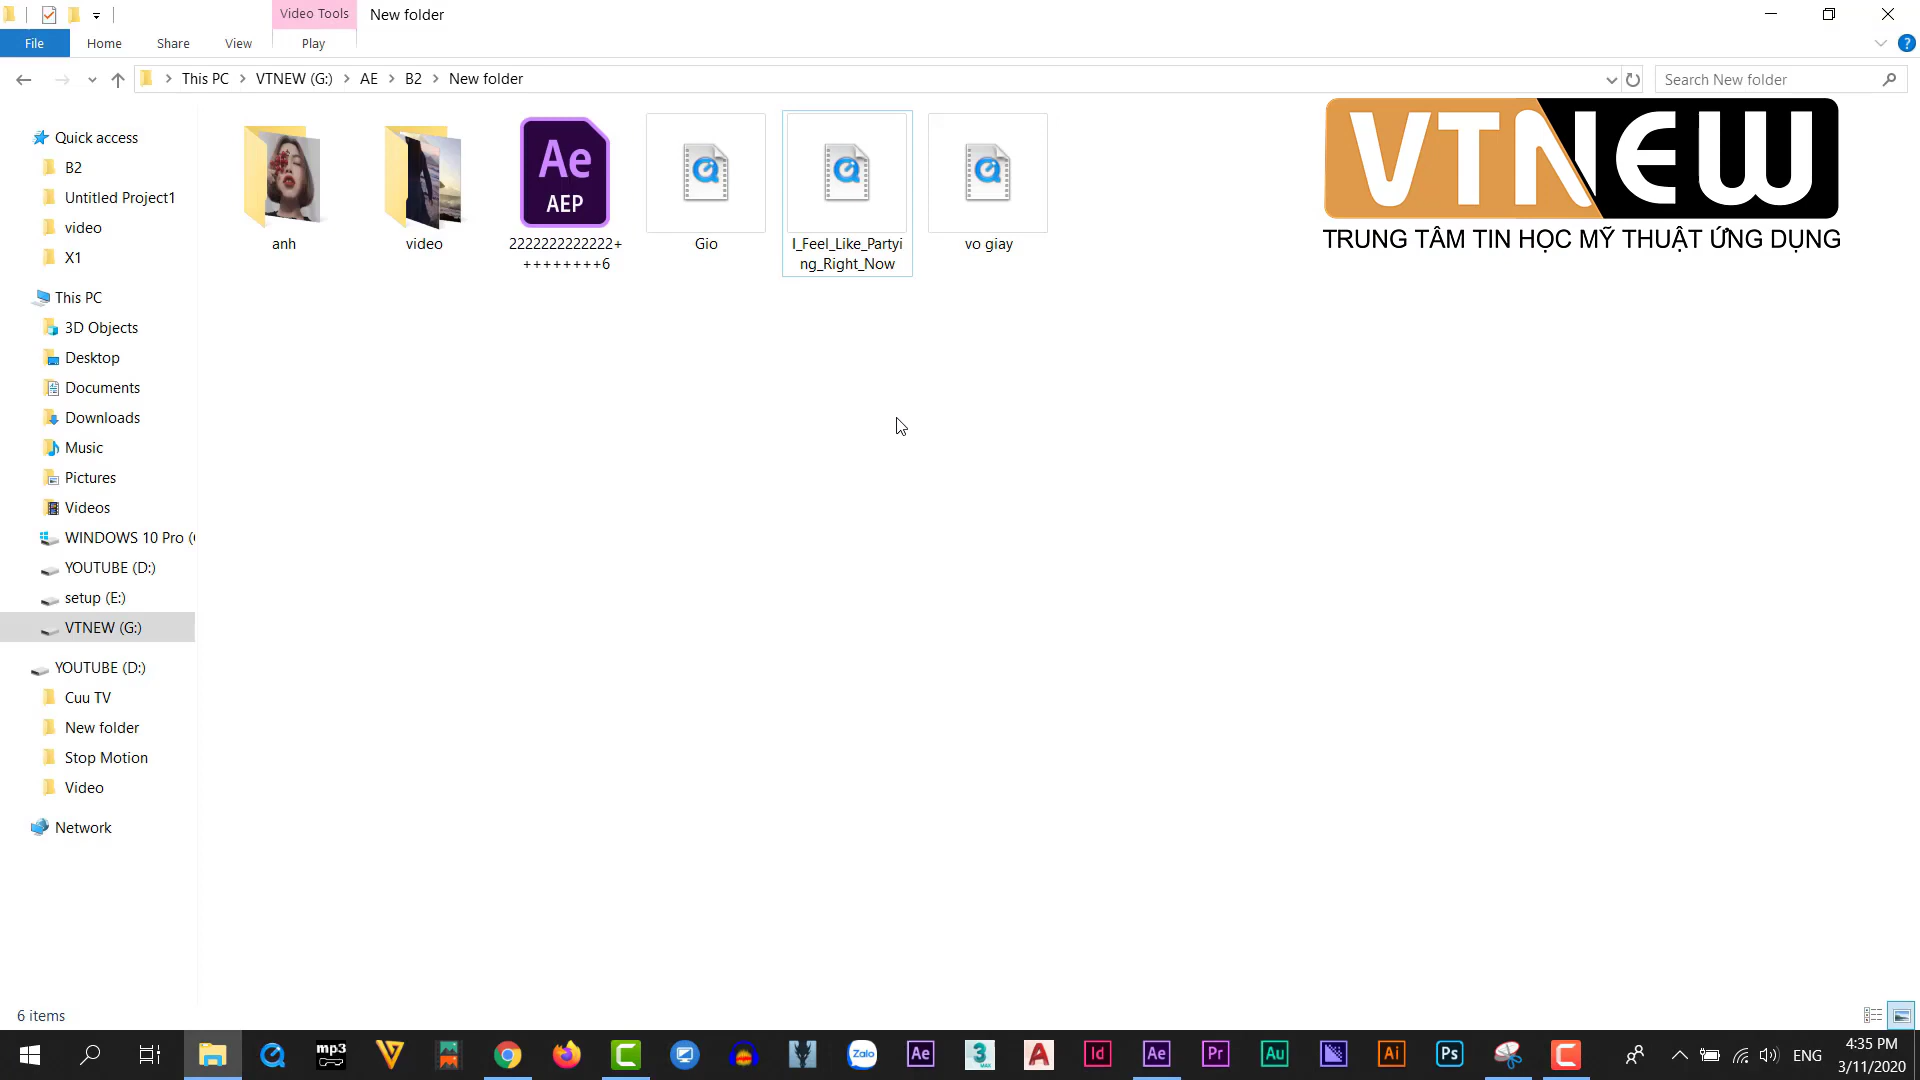 Video Tools
New folder
File
Home
Share
View
Play
This PC
VTNEW (G:)
AE
B2
New folder
Search New folder
Quick access
B2
Untitled Project1
video
X1
This PC
3D Objects
Desktop
Documents
Downloads
Music
Pictures
Videos
WINDOWS 10 Pro (
YOUTUBE (D:)
setup (E:)
VTNEW (G:)
YOUTUBE (D:)
Cuu TV
New folder
Stop Motion
Video
Network
anh
video
Ae
AEP
2222222222222+
++++++++6
Gio
I_Feel_Like_Partyi
ng_Right_Now
vo giay
VTNEW
TRUNG TÂM TIN HỌC MỸ THUẬT ỨNG DỤNG
6 items
mp3
Zalo
Ae
3
MAX
A
Id
Ae
Pr
Au
Ai
Ps
ENG
4:35 PM
3/11/2020